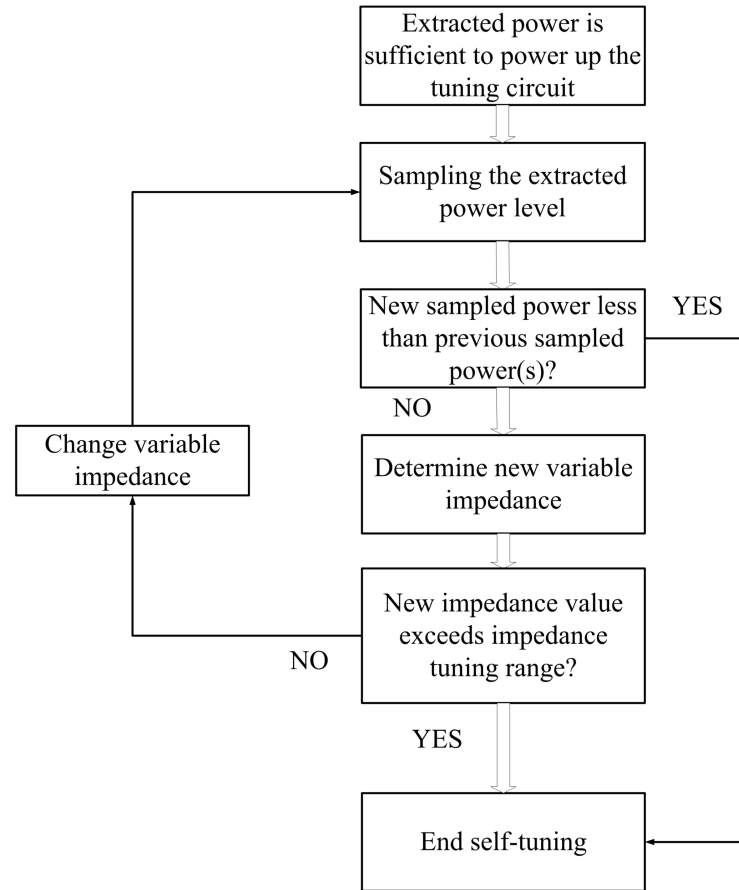 Extracted power is
sufficient to power up the
tuning circuit
Sampling the extracted
power level
New sampled power less
than previous sampled
power(s)?
YES
NO
Change variable
impedance
Determine new variable
impedance
New impedance value
exceeds impedance
tuning range?
NO
YES
End self-tuning